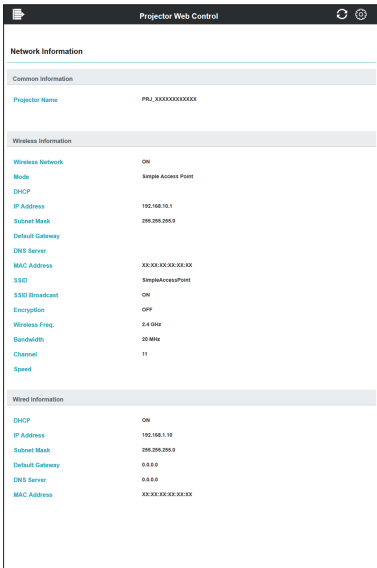 Projector Web Control
Network Information
Common Information
Projector Name PRJ_XXXXXXXXXXXX
Wireless Information
Wireless Network ON
Mode Simple Access Point
DHCP
IP Address 192.168.10.1
Subnet Mask 255.255.255.0
Default Gateway
DNS Server
MAC Address XX:XX:XX:XX:XX:XX
SSID SimpleAccessPoint
SSID Broadcast ON
Encryption OFF
Wireless Freq. 2.4 GHz
Bandwidth 20 MHz
Channel 11
Speed
Wired Information
DHCP ON
IP Address 192.168.1.10
Subnet Mask 255.255.255.0
Default Gateway 0.0.0.0
DNS Server 0.0.0.0
MAC Address XX:XX:XX:XX:XX:XX